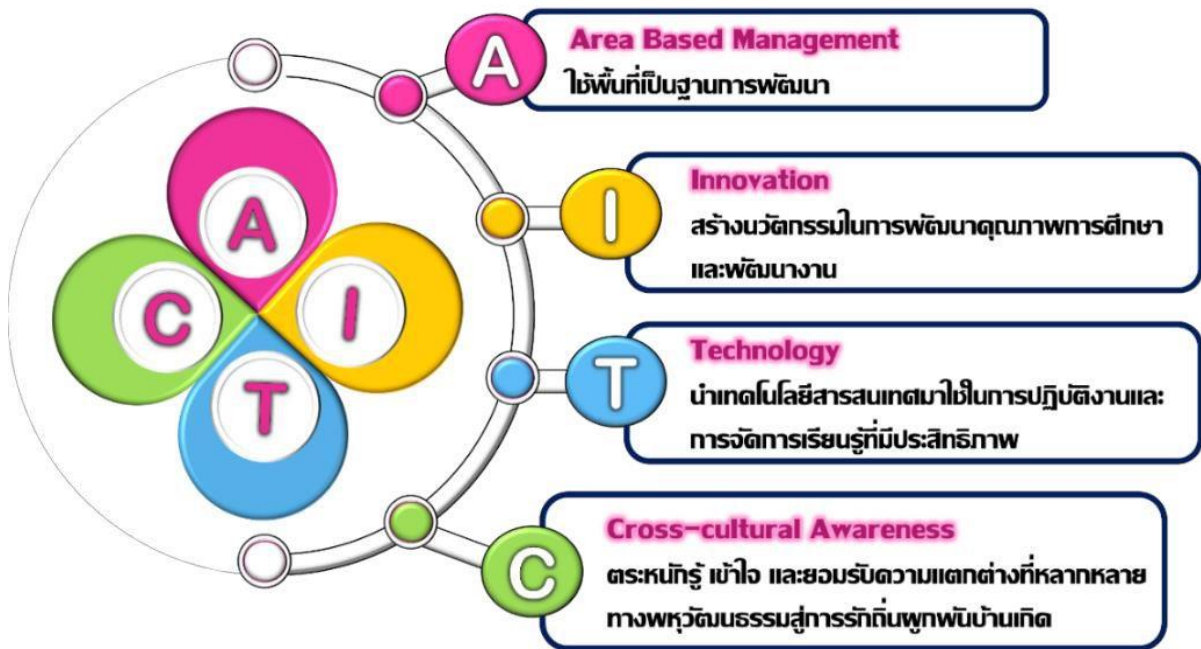 A
Area Based Management
ใช้พื้นที่เป็นฐานการพัฒนา
I
Innovation
สร้างนวัตกรรมในการพัฒนาคุณภาพการศึกษา
และพัฒนางาน
T
Technology
นำเทคโนโลยีสารสนเทศมาใช้ในการปฏิบัติงานและ
การจัดการเรียนรู้ที่มีประสิทธิภาพ
C
Cross-cultural Awareness
ตระหนักรู้ เข้าใจ และยอมรับความแตกต่างที่หลากหลาย
ทางพหุวัฒนธรรมสู่การรักถิ่นผูกพันบ้านเกิด
A
C I
T